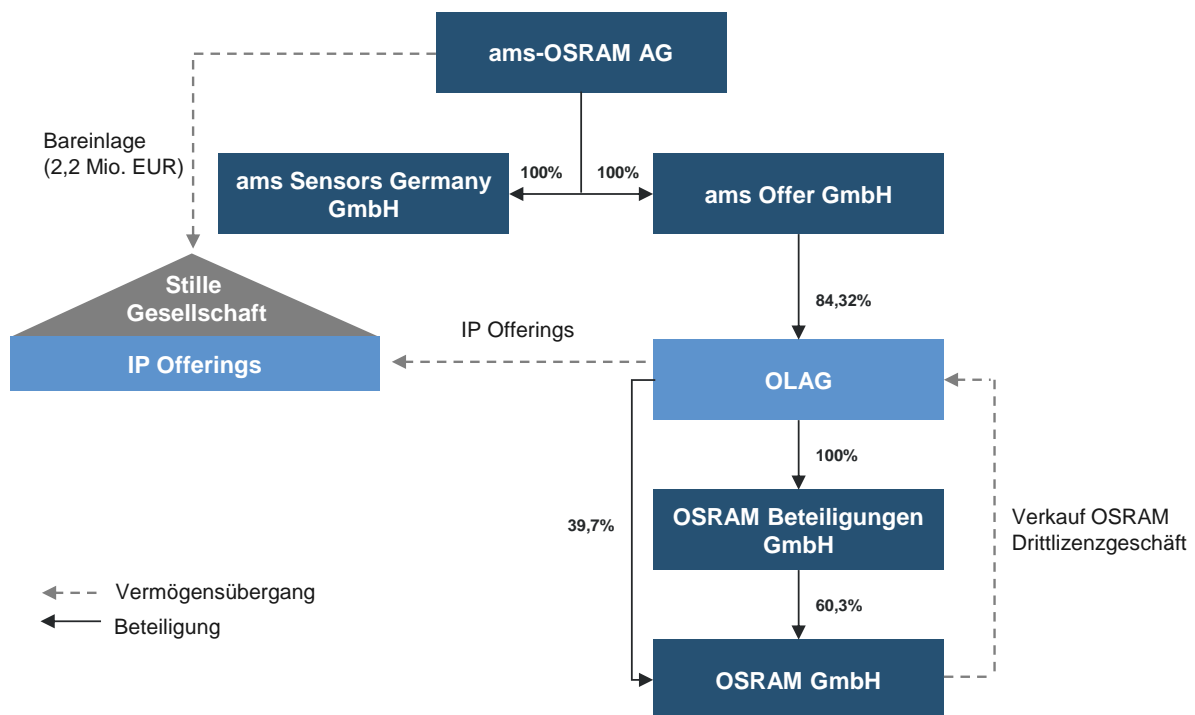 ams-OSRAM AG
Bareinlage
(2,2 Mio. EUR)
ams Sensors Germany
GmbH
100%
100%
ams Offer GmbH
Stille
Gesellschaft
84,32%
IP Offerings
IP Offerings
OLAG
100%
39,7%
OSRAM Beteiligungen
GmbH
Verkauf OSRAM
Drittlizenzgeschäft
Vermögensübergang
Beteiligung
60,3%
OSRAM GmbH